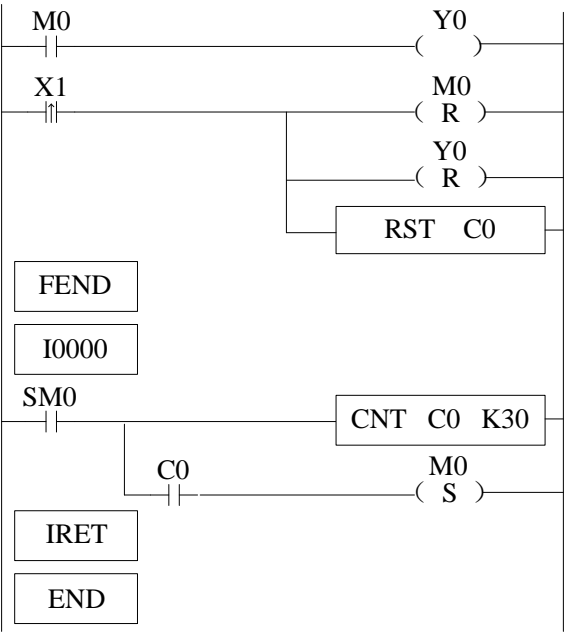 M0 Y0
( )
X1 M0
↑ ( R )
Y0
( R )
RST C0
FEND
I0000
SM0
CNT C0 K30
C0 M0
( S )
IRET
END